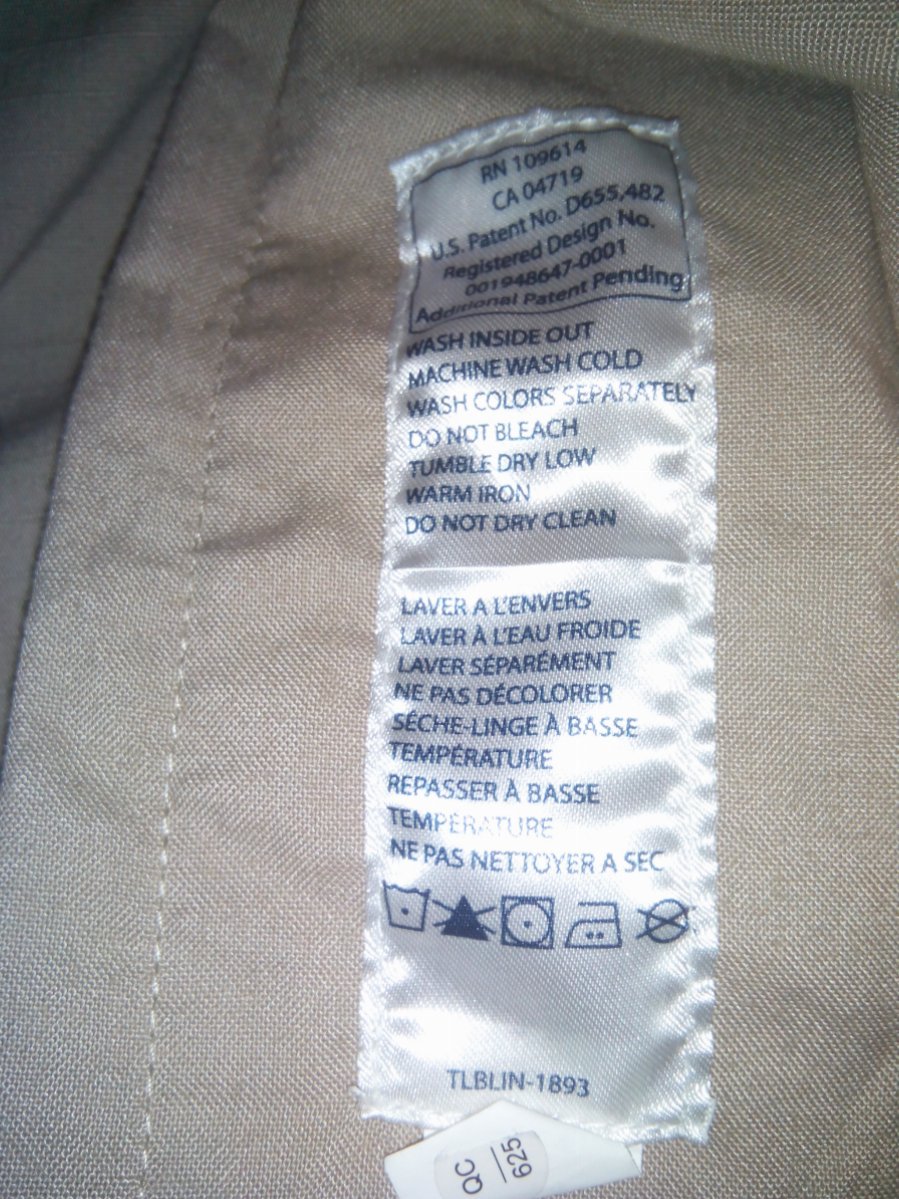 RN 109614
CA 04719
U.S. Patent No. D655,482
Registered Design No.
001948647-0001
Additional Patent Pending
WASH INSIDE OUT
MACHINE WASH COLD
WASH COLORS SEPARATELY
DO NOT BLEACH
TUMBLE DRY LOW
WARM IRON
DO NOT DRY CLEAN
LAVER A L'ENVERS
LAVER À L'EAU FROIDE
LAVER SÉPARÉMENT
NE PAS DÉCOLORER
SÉCHE-LINGE À BASSE
TEMPÉRATURE
REPASSER À BASSE
TEMPÉRATURE
NE PAS NETTOYER A SEC
TLBLIN-1893
QC 625